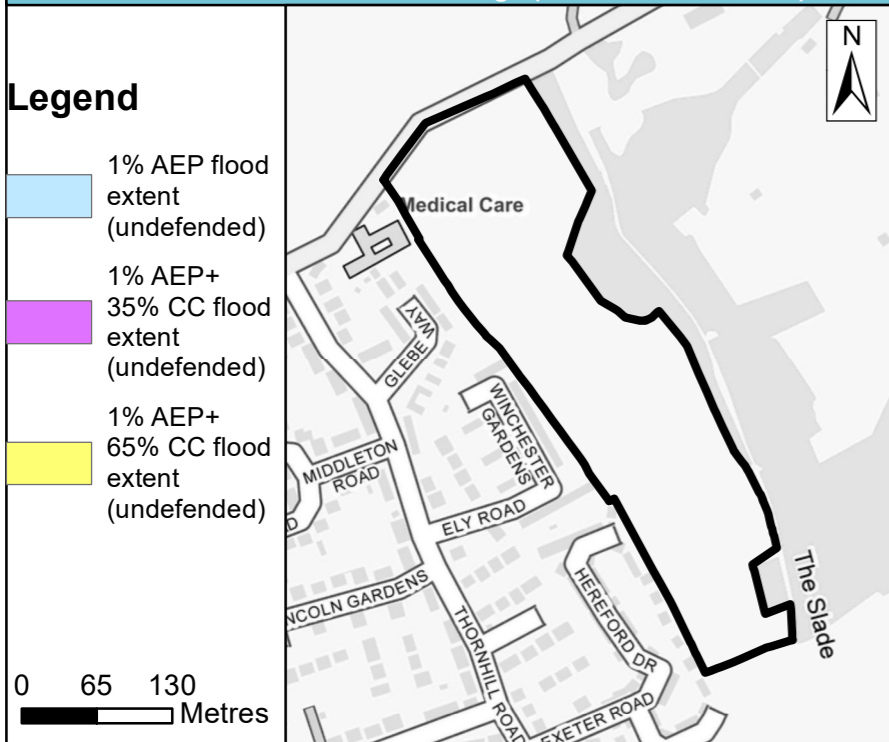 Legend
1% AEP flood
extent
(undefended)
1% AEP+
35% CC flood
extent
(undefended)
1% AEP+
65% CC flood
extent
(undefended)
0 65 130
Metres
N
Medical Care
GLEBE WAY
WINCHESTER
GARDENS
MIDDLETON
ROAD
ELY ROAD
NCOLN GARDENS
THORNHILL ROAD
HEREFORD DR
EXETER ROAD
The Slade
D